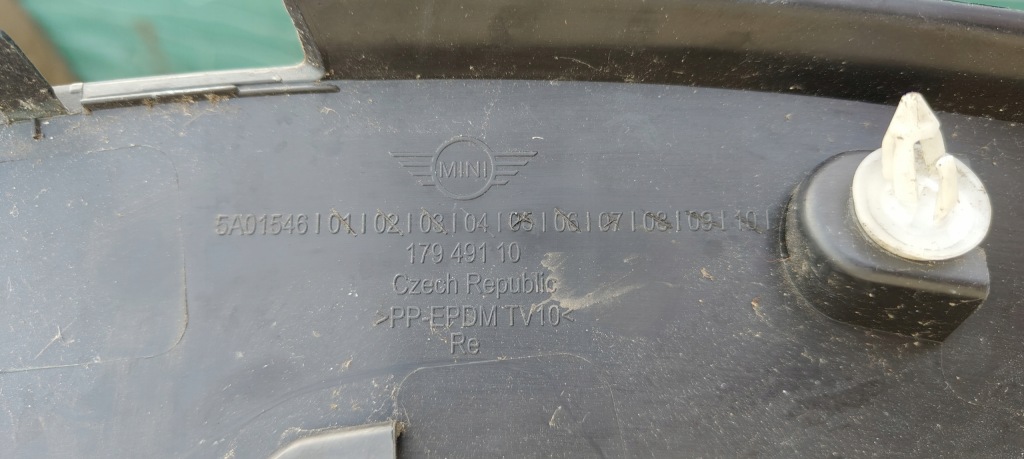 MINI
5A01546 | 01 | 02 | 03 | 04 | 05 | 06 | 07 | 08 | 09 | 10 |
179 491 10
Czech Republic
>PP-EPDM TV10<
Re